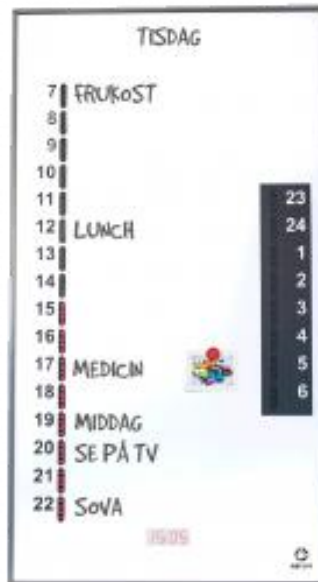 TISDAG
7 FRUKOST
8
9
10
11
12 LUNCH
13
14
15
16
17 MEDICIN
18
19 MIDDAG
20 SE PÅ TV
21
22 SOVA
23
24
1
2
3
4
5
6
15:05